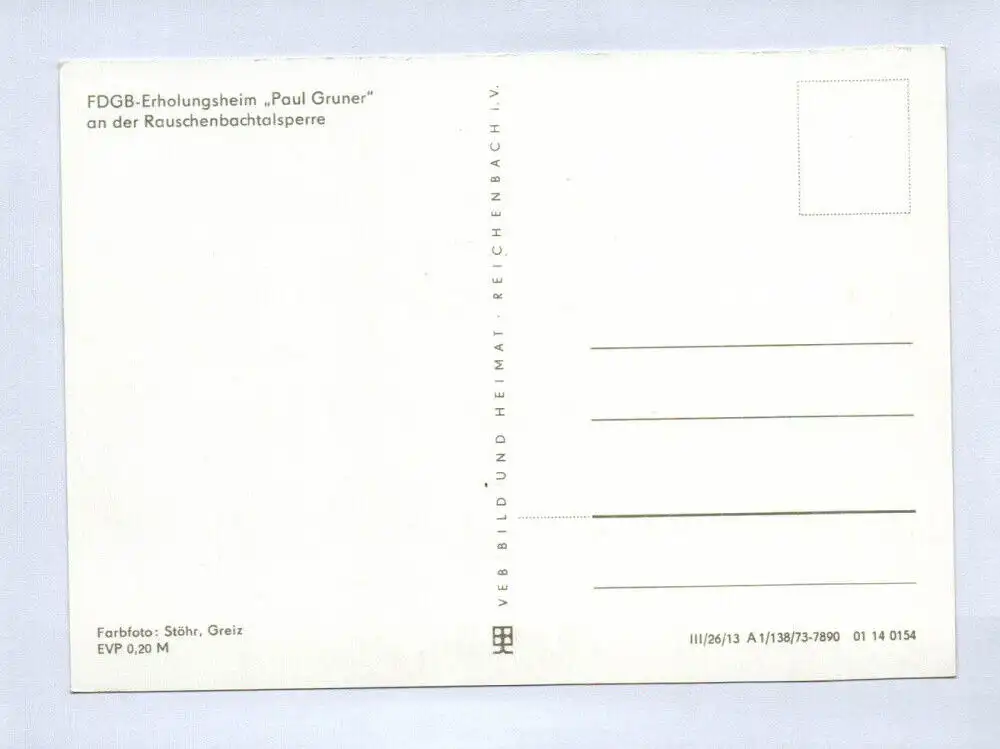 FDGB-Erholungsheim „Paul Gruner"
an der Rauschenbachtalsperre
VEB BILD UND HEIMAT · REICHENBACH I. V.
Farbfoto: Stöhr, Greiz
EVP 0,20 M
III/26/13 A 1/138/73-7890 01 14 0154